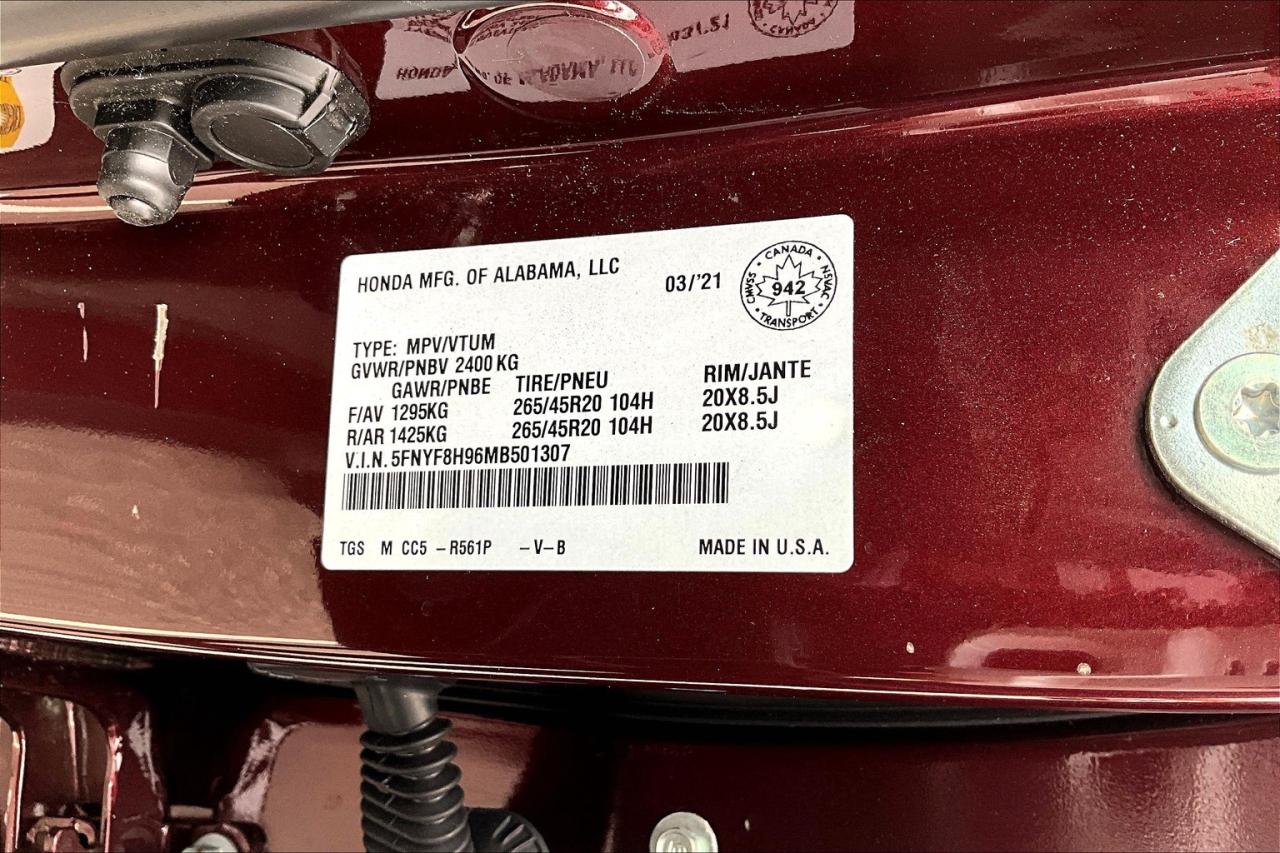 HONDA MFG. OF ALABAMA, LLC
03/'21
CANADA
CMVSS
942
NSVAC
TRANSPORT
TYPE: MPV/VTUM
GVWR/PNBV 2400 KG
GAWR/PNBE TIRE/PNEU RIM/JANTE
F/AV 1295KG 265/45R20 104H 20X8.5J
R/AR 1425KG 265/45R20 104H 20X8.5J
V.I.N. 5FNYF8H96MB501307
TGS M CC5 -R561P -V-B MADE IN U.S.A.